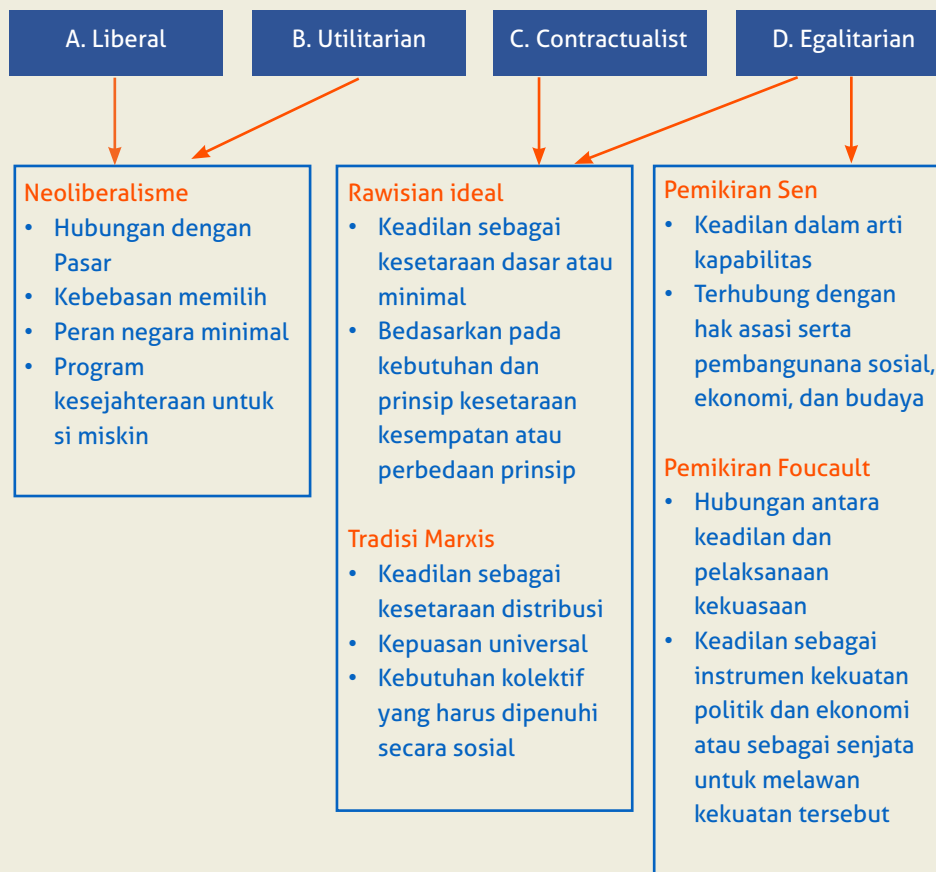 A. Liberal
B. Utilitarian
C. Contractualist
D. Egalitarian
Neoliberalisme
• Hubungan dengan
Pasar
• Kebebasan memilih
• Peran negara minimal
• Program
kesejahteraan untuk
si miskin
Rawisian ideal
• Keadilan sebagai
kesetaraan dasar atau
minimal
• Bedasarkan pada
kebutuhan dan
prinsip kesetaraan
kesempatan atau
perbedaan prinsip
Tradisi Marxis
• Keadilan sebagai
kesetaraan distribusi
• Kepuasan universal
• Kebutuhan kolektif
yang harus dipenuhi
secara sosial
Pemikiran Sen
• Keadilan dalam arti
kapabilitas
• Terhubung dengan
hak asasi serta
pembangunana sosial,
ekonomi, dan budaya
Pemikiran Foucault
• Hubungan antara
keadilan dan
pelaksanaan
kekuasaan
• Keadilan sebagai
instrumen kekuatan
politik dan ekonomi
atau sebagai senjata
untuk melawan
kekuatan tersebut